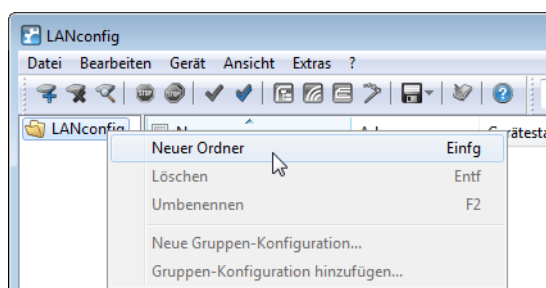 LANconfig
Datei Bearbeiten Gerät Ansicht Extras ?
LANconfig
Neuer Ordner Einfg
Löschen Entf
Umbenennen F2
Neue Gruppen-Konfiguration...
Gruppen-Konfiguration hinzufügen...